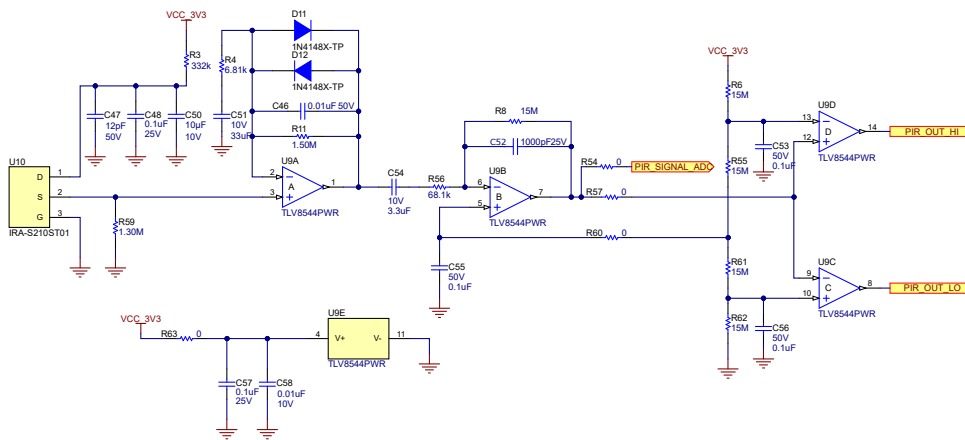 VCC_3V3
R3
332k
C47
12pF
50V
C48
0.1uF
25V
C50
10µF
10V
R4
6.81k
C51
10V
33uF
D11
1N4148X-TP
D12
1N4148X-TP
C46
0.01uF 50V
R11
1.50M
U10
D
S
G
1
2
3
IRA-S210ST01
R59
1.30M
U9A
2
3
A
1
TLV8544PWR
C54
10V
3.3uF
R56
68.1k
R8
15M
C52
1000pF25V
U9B
6
5
B
7
TLV8544PWR
R54
0
PIR_SIGNAL_ADC
R57
0
R60
0
C55
50V
0.1uF
VCC_3V3
R6
15M
R55
15M
C53
50V
0.1uF
R61
15M
R62
15M
C56
50V
0.1uF
U9D
13
12
D
14
PIR_OUT_HI
TLV8544PWR
U9C
9
10
C
8
PIR_OUT_LO
TLV8544PWR
VCC_3V3
R63
0
C57
0.1uF
25V
C58
0.01uF
10V
U9E
4
V+
V-
11
TLV8544PWR